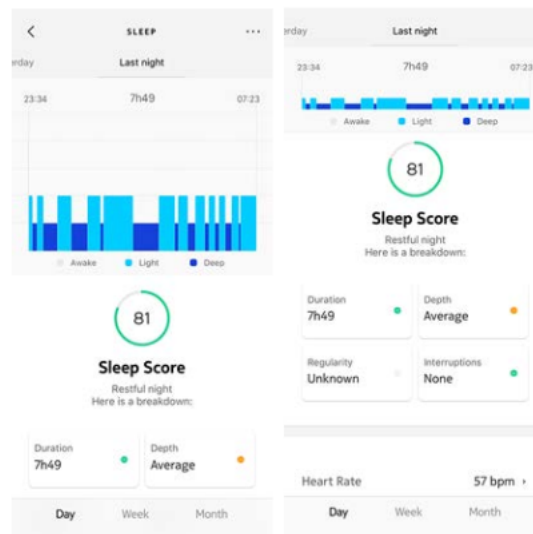 SLEEP
erday Last night
23:34 7h49 07:23
Awake Light Deep
81
Sleep Score
Restful night
Here is a breakdown:
Duration
7h49
Depth
Average
Day Week Month
erday Last night
23:34 7h49 07:23
Awake Light Deep
81
Sleep Score
Restful night
Here is a breakdown:
Duration
7h49
Depth
Average
Regularity
Unknown
Interruptions
None
Heart Rate 57 bpm
Day Week Month